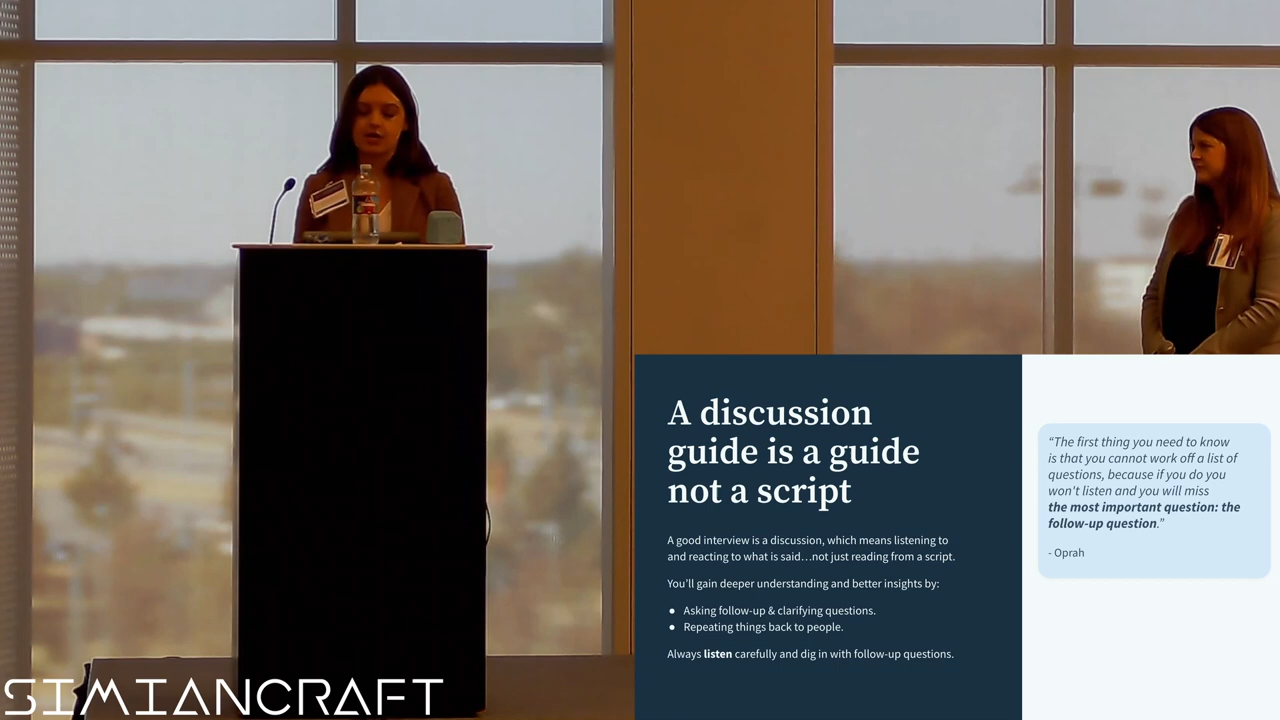 A discussion
guide is a guide
not a script
A good interview is a discussion, which means listening to
and reacting to what is said…not just reading from a script.
You’ll gain deeper understanding and better insights by:
● Asking follow-up & clarifying questions.
● Repeating things back to people.
Always listen carefully and dig in with follow-up questions.
“The first thing you need to know
is that you cannot work off a list of
questions, because if you do you
won't listen and you will miss
the most important question: the
follow-up question.”
- Oprah
SIMIANCRAFT